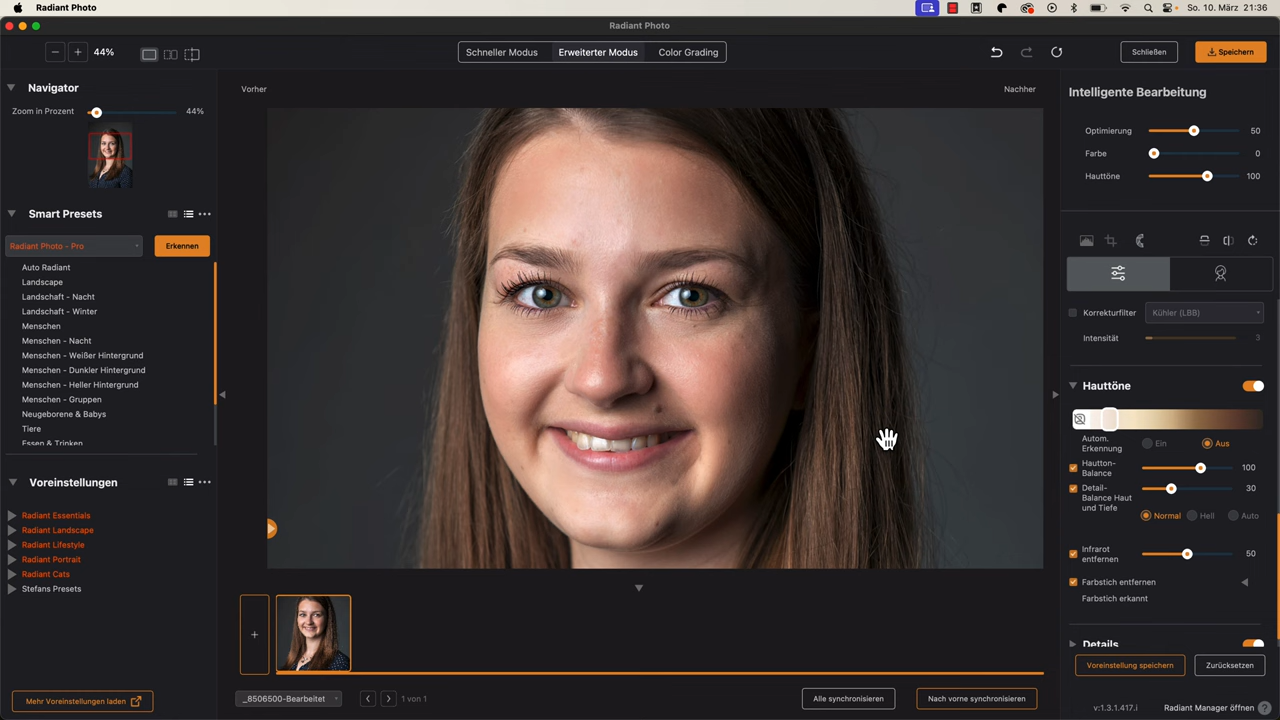 Radiant Photo
So. 10. März 21:36
Radiant Photo
44%
Schneller Modus
Erweiterter Modus
Color Grading
Schließen
Speichern
Navigator
Zoom in Prozent
44%
Smart Presets
Radiant Photo - Pro
Erkennen
Auto Radiant
Landscape
Landschaft - Nacht
Landschaft - Winter
Menschen
Menschen - Nacht
Menschen - Weißer Hintergrund
Menschen - Dunkler Hintergrund
Menschen - Heller Hintergrund
Menschen - Gruppen
Neugeborene & Babys
Tiere
Essen & Trinken
Voreinstellungen
Radiant Essentials
Radiant Landscape
Radiant Lifestyle
Radiant Portrait
Radiant Cats
Stefans Presets
Mehr Voreinstellungen laden
Vorher
Nachher
_8506500-Bearbeitet
1 von 1
Alle synchronisieren
Nach vorne synchronisieren
Intelligente Bearbeitung
Optimierung
50
Farbe
0
Hauttöne
100
Korrekturfilter
Kühler (LBB)
Intensität
3
Hauttöne
Autom.
Erkennung
Ein
Aus
Hautton-
Balance
100
Detail-
Balance Haut
und Tiefe
30
Normal
Hell
Auto
Infrarot
entfernen
50
Farbstich entfernen
Farbstich erkannt
Details
Voreinstellung speichern
Zurücksetzen
v:1.3.1.417.i
Radiant Manager öffnen
?